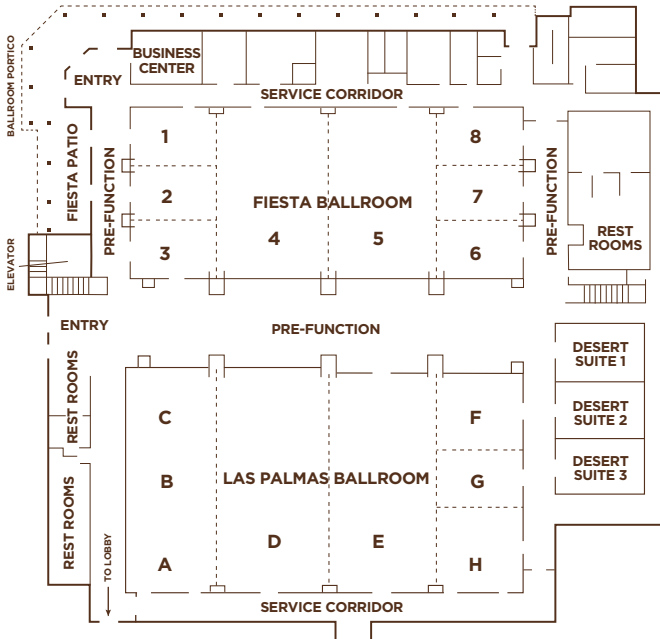 BALLROOM PORTICO
BUSINESS
CENTER
ENTRY
SERVICE CORRIDOR
FIESTA PATIO
PRE-FUNCTION
1
2
3
FIESTA BALLROOM
4
5
8
7
6
PRE-FUNCTION
REST
ROOMS
ELEVATOR
ENTRY
PRE-FUNCTION
DESERT
SUITE 1
DESERT
SUITE 2
DESERT
SUITE 3
REST ROOMS
REST ROOMS
C
B
A
LAS PALMAS BALLROOM
D
E
F
G
H
TO LOBBY
SERVICE CORRIDOR